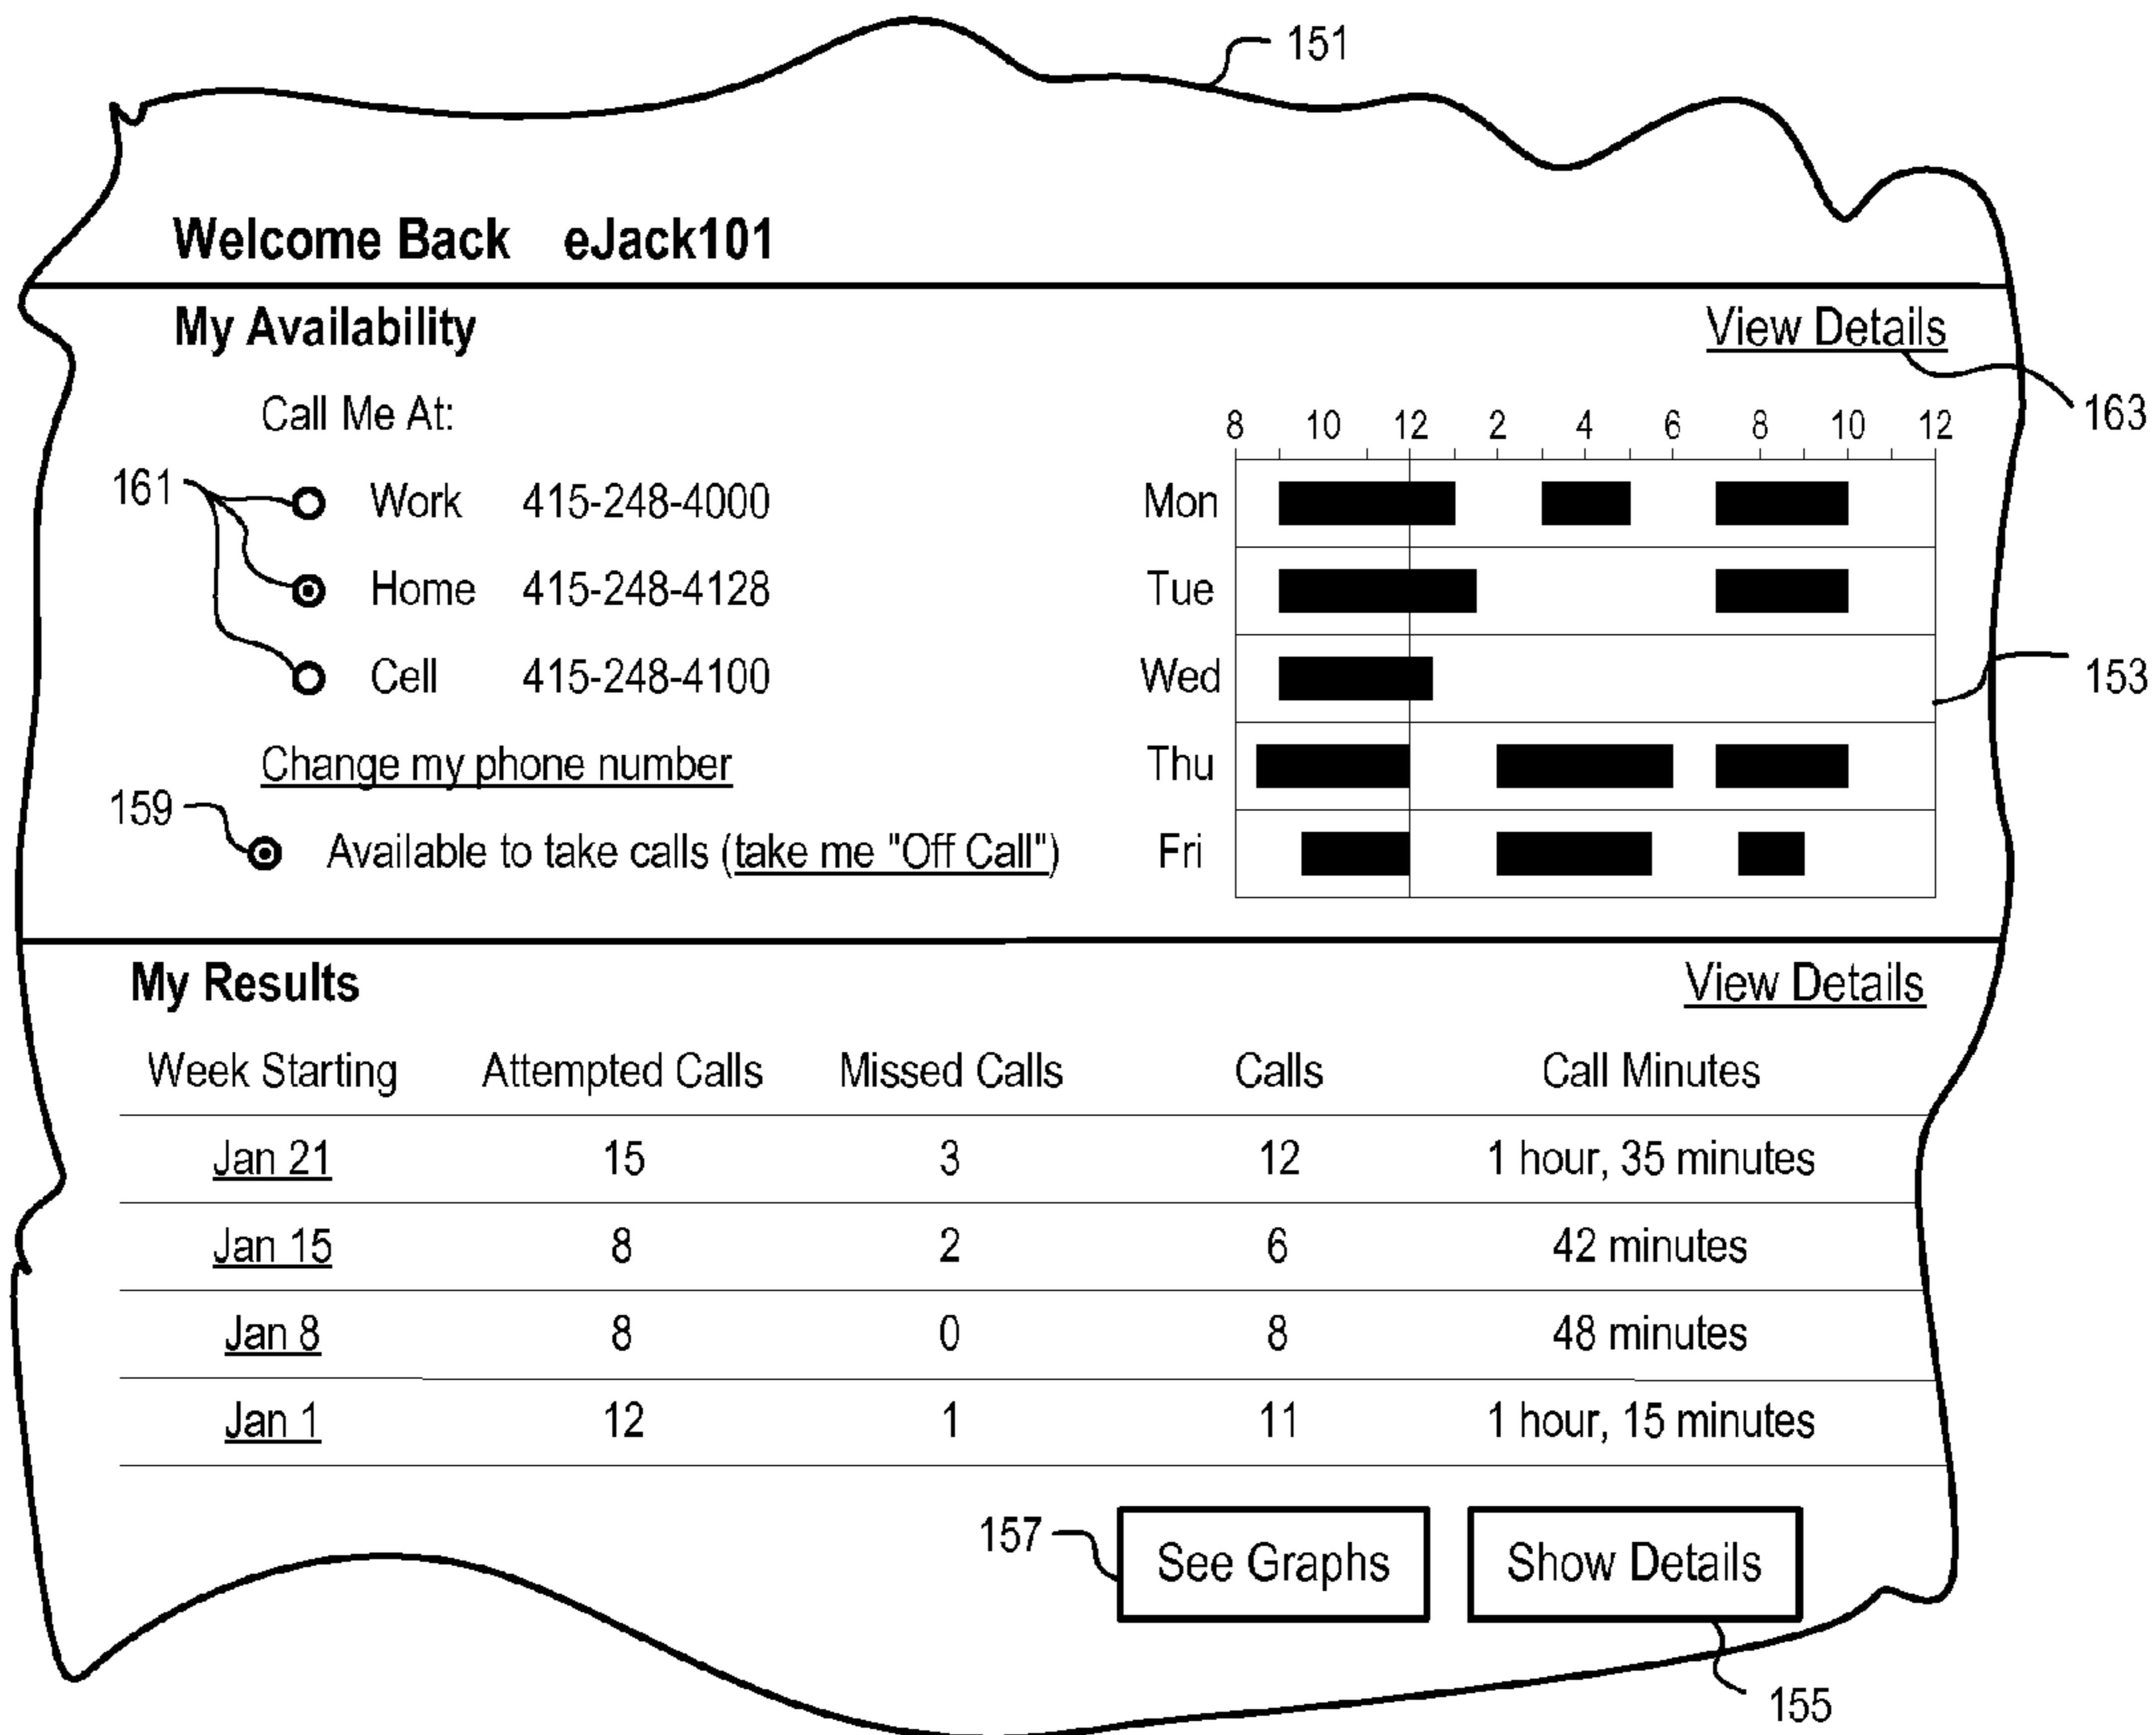 151
Welcome Back eJack101
My Availability View Details
163
Call Me At:
8 10 12 2 4 6 8 10 12
161 Work 415-248-4000 Mon
Home 415-248-4128 Tue
Cell 415-248-4100 Wed 153
Change my phone number Thu
159
Available to take calls (take me "Off Call") Fri
My Results View Details
Week Starting Attempted Calls Missed Calls Calls Call Minutes
Jan 21 15 3 12 1 hour, 35 minutes
Jan 15 8 2 6 42 minutes
Jan 8 8 0 8 48 minutes
Jan 1 12 1 11 1 hour, 15 minutes
157 See Graphs Show Details
155